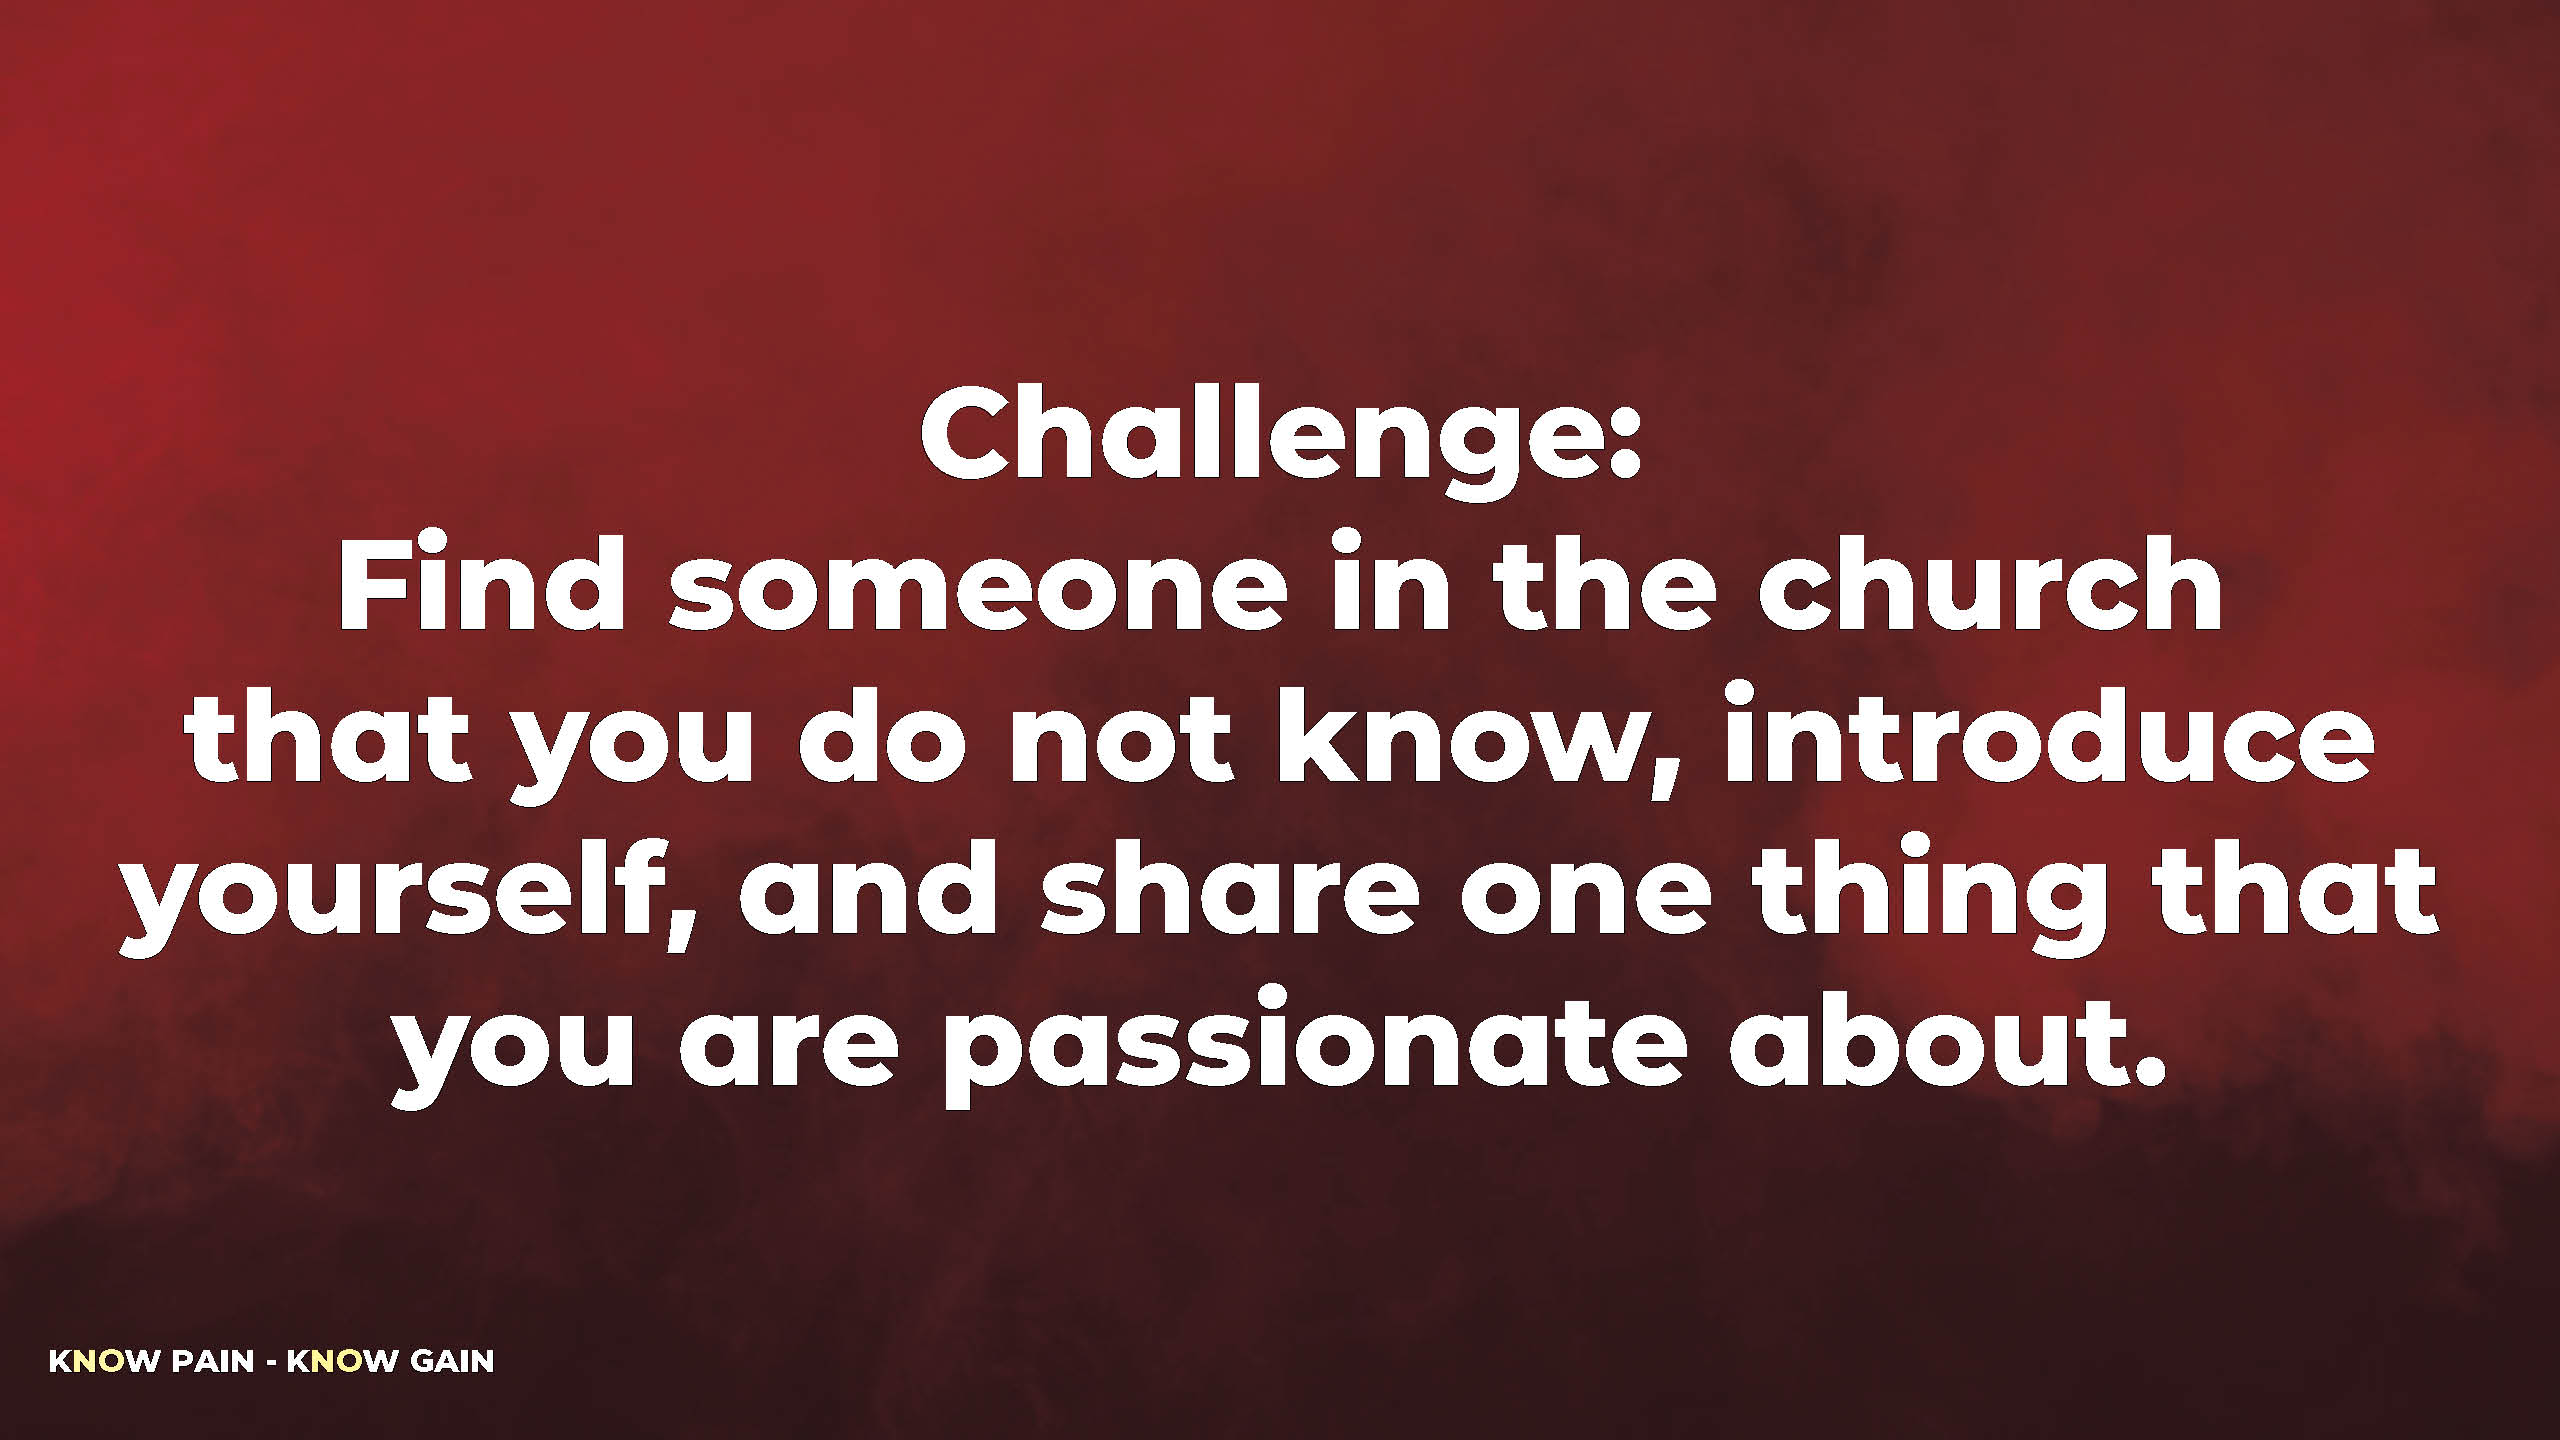 Challenge:
Find someone in the church
that you do not know, introduce
yourself, and share one thing that
you are passionate about.
KNOW PAIN - KNOW GAIN